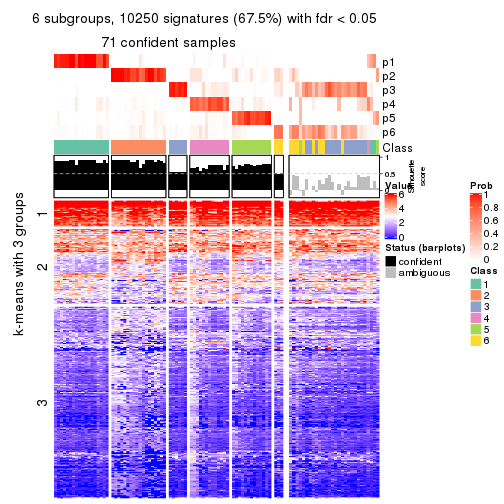 6 subgroups, 10250 signatures (67.5%) with fdr < 0.05
71 confident samples
p1
p2
p3
p4
p5
p6
Class
1
0.5
0
Silhouette
score
k-means with 3 groups
1
2
3
Value
6
4
2
0
Status (barplots)
confident
ambiguous
Prob
1
0.8
0.6
0.4
0.2
0
Class
1
2
3
4
5
6